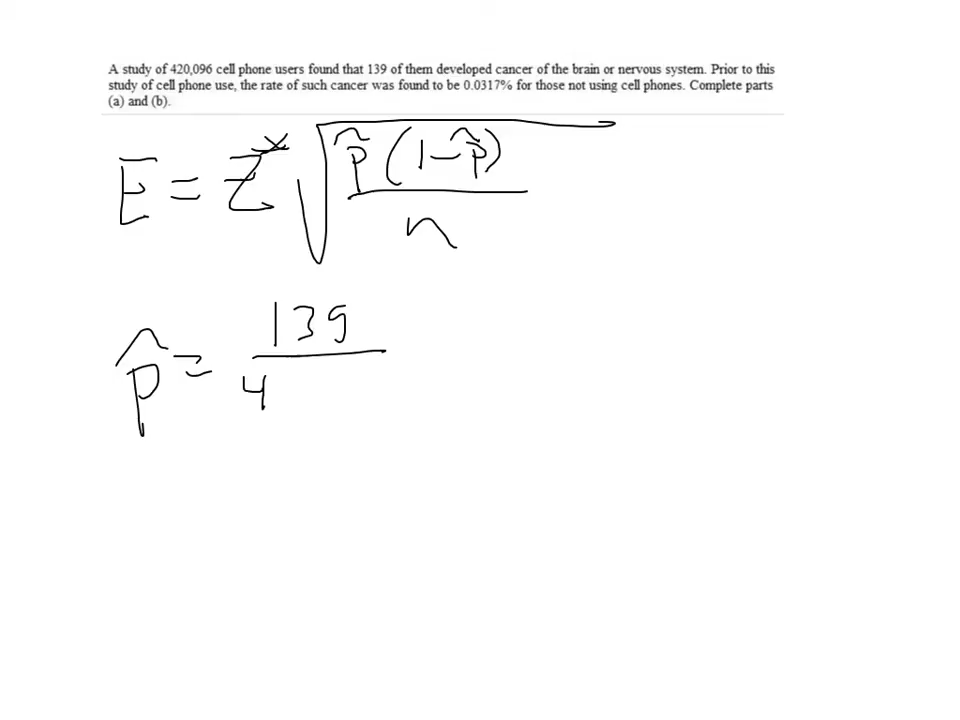 A study of 420,096 cell phone users found that 139 of them developed cancer of the brain or nervous system. Prior to this
study of cell phone use, the rate of such cancer was found to be 0.0317% for those not using cell phones. Complete parts
(a) and (b).
E = Z* √(p̂(1-p̂)/n)
p̂ = 139/4